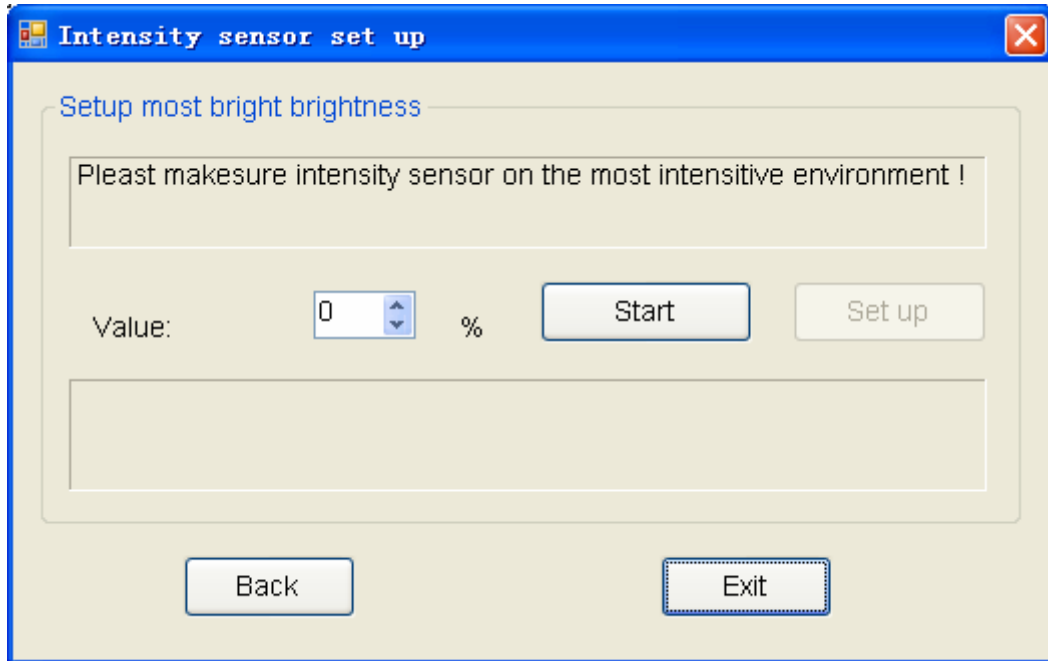 Intensity sensor set up
Setup most bright brightness
Pleast makesure intensity sensor on the most intensitive environment !
Value: 0 % Start Set up
Back Exit